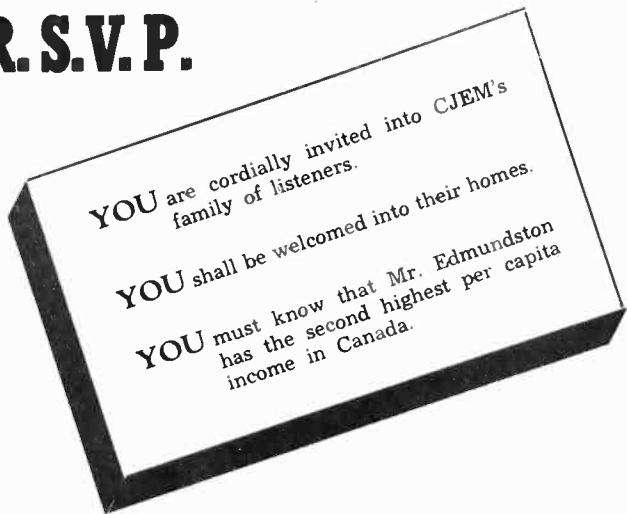 R.S.V.P.
YOU are cordially invited into CJEM's
family of listeners.
YOU shall be welcomed into their homes.
YOU must know that Mr. Edmundston
has the second highest per capita
income in Canada.